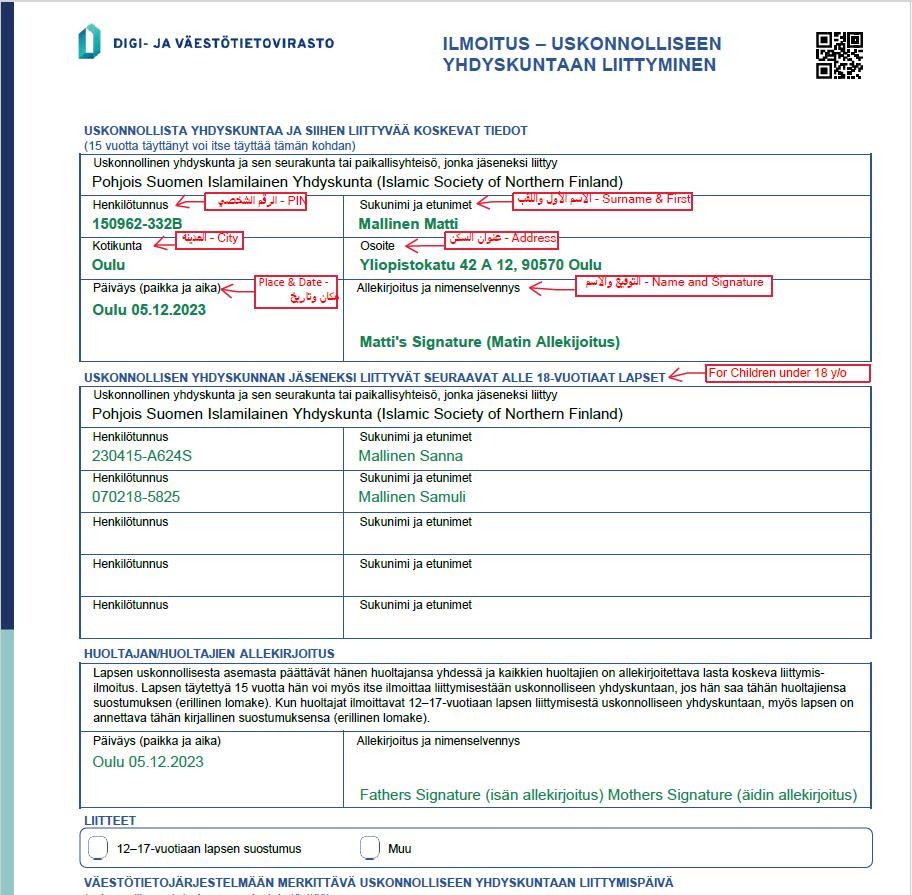 DIGI- JA VÄESTÖTIETOVIRASTO
ILMOITUS – USKONNOLLISEEN
YHDYSKUNTAAN LIITTYMINEN
USKONNOLLISTA YHDYSKUNTAA JA SIIHEN LIITTYVÄÄ KOSKEVAT TIEDOT
(15 vuotta täyttänyt voi itse täyttää tämän kohdan)
Uskonnollinen yhdyskunta ja sen seurakunta tai paikallisyhteisö, jonka jäseneksi liittyy
Pohjois Suomen Islamilainen Yhdyskunta (Islamic Society of Northern Finland)
Henkilötunnus
الرقم الشخصي - PIN
150962-332B
Sukunimi ja etunimet
الاسم الأول واللقب - Surname & First
Mallinen Matti
Kotikunta
المدينة - City
Oulu
Osoite
عنوان السكن - Address
Yliopistokatu 42 A 12, 90570 Oulu
Päiväys (paikka ja aika)
Place & Date -
مكان وتاريخ
Oulu 05.12.2023
Allekirjoitus ja nimenselvennys
التوقيع والاسم - Name and Signature
Matti's Signature (Matin Allekijoitus)
USKONNOLLISEN YHDYSKUNNAN JÄSENEKSI LIITTYVÄT SEURAAVAT ALLE 18-VUOTIAAT LAPSET
For Children under 18 y/o
Uskonnollinen yhdyskunta ja sen seurakunta tai paikallisyhteisö, jonka jäseneksi liittyy
Pohjois Suomen Islamilainen Yhdyskunta (Islamic Society of Northern Finland)
Henkilötunnus
230415-A624S
Sukunimi ja etunimet
Mallinen Sanna
Henkilötunnus
070218-5825
Sukunimi ja etunimet
Mallinen Samuli
Henkilötunnus
Sukunimi ja etunimet
Henkilötunnus
Sukunimi ja etunimet
Henkilötunnus
Sukunimi ja etunimet
HUOLTAJAN/HUOLTAJIEN ALLEKIRJOITUS
Lapsen uskonnollisesta asemasta päättävät hänen huoltajansa yhdessä ja kaikkien huoltajien on allekirjoitettava lasta koskeva liittymis-
ilmoitus. Lapsen täytettyä 15 vuotta hän voi myös itse ilmoittaa liittymisestään uskonnolliseen yhdyskuntaan, jos hän saa tähän huoltajiensa
suostumuksen (erillinen lomake). Kun huoltajat ilmoittavat 12–17-vuotiaan lapsen liittymisestä uskonnolliseen yhdyskuntaan, myös lapsen on
annettava tähän kirjallinen suostumuksensa (erillinen lomake).
Päiväys (paikka ja aika)
Oulu 05.12.2023
Allekirjoitus ja nimenselvennys
Fathers Signature (isän allekirjoitus) Mothers Signature (äidin allekirjoitus)
LIITTEET
12–17-vuotiaan lapsen suostumus
Muu
VÄESTÖTIETOJÄRJESTELMÄÄN MERKITTÄVÄ USKONNOLLISEEN YHDYSKUNTAAN LIITTYMISPÄIVÄ